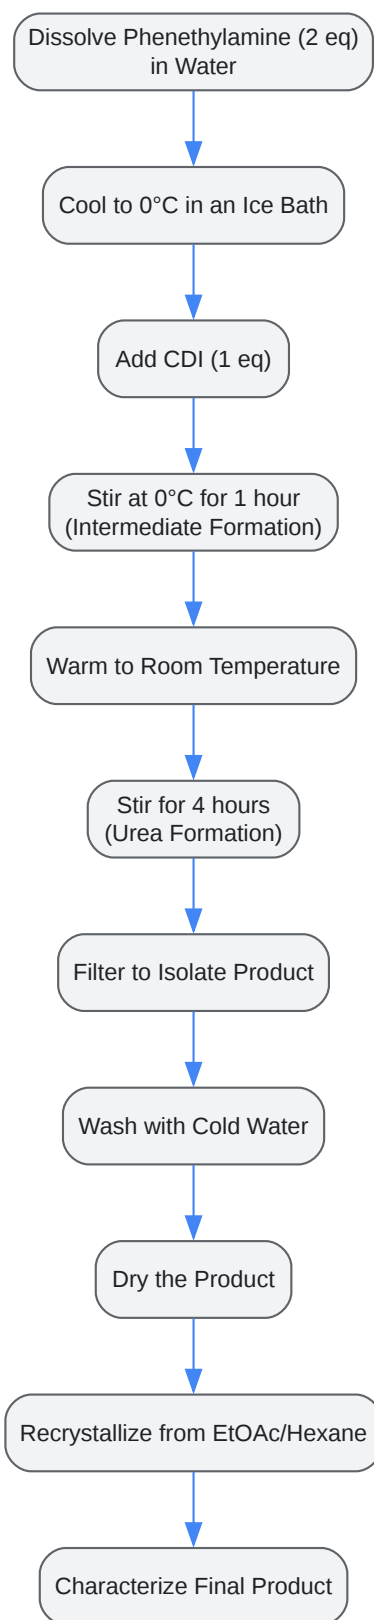 Dissolve Phenethylamine (2 eq)
in Water
Cool to 0°C in an Ice Bath
Add CDI (1 eq)
Stir at 0°C for 1 hour
(Intermediate Formation)
Warm to Room Temperature
Stir for 4 hours
(Urea Formation)
Filter to Isolate Product
Wash with Cold Water
Dry the Product
Recrystallize from EtOAc/Hexane
Characterize Final Product